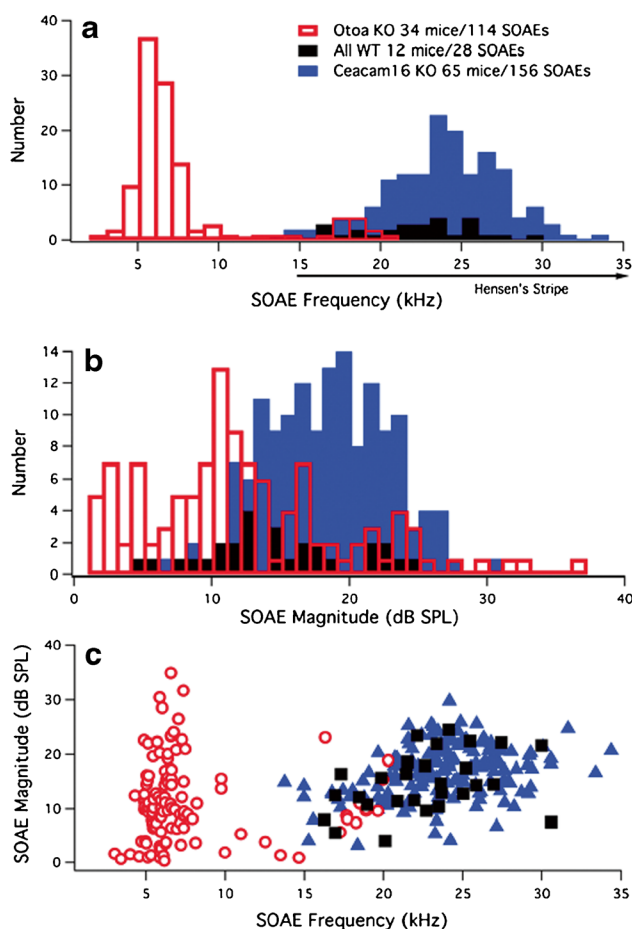 a
Otoa KO 34 mice/114 SOAEs
All WT 12 mice/28 SOAEs
Ceacam16 KO 65 mice/156 SOAEs
Number
40
30
20
10
0
5 10 15 20 25 30 35
Hensen's Stripe
SOAE Frequency (kHz)
b
Number
14
12
10
8
6
4
2
0
0 10 20 30 40
SOAE Magnitude (dB SPL)
c
SOAE Magnitude (dB SPL)
40
30
20
10
0
5 10 15 20 25 30 35
SOAE Frequency (kHz)